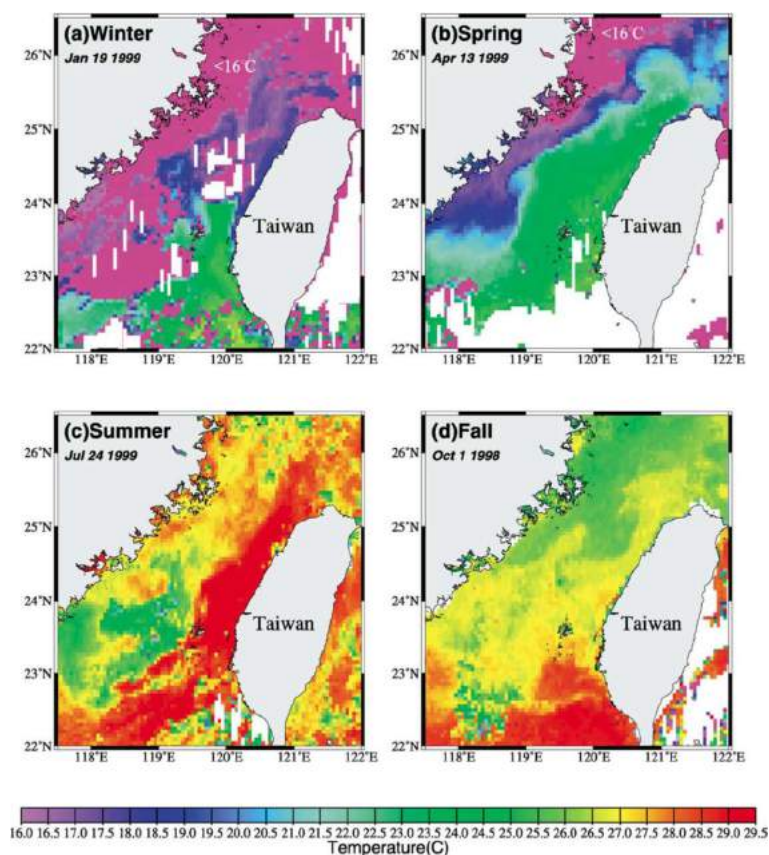 (a)Winter
Jan 19 1999
<16°C
Taiwan
26°N
25°N
24°N
23°N
22°N
118°E 119°E 120°E 121°E 122°E
(b)Spring
Apr 13 1999
<16°C
Taiwan
26°N
25°N
24°N
23°N
22°N
118°E 119°E 120°E 121°E 122°E
(c)Summer
Jul 24 1999
Taiwan
26°N
25°N
24°N
23°N
22°N
118°E 119°E 120°E 121°E 122°E
(d)Fall
Oct 1 1998
Taiwan
26°N
25°N
24°N
23°N
22°N
118°E 119°E 120°E 121°E 122°E
16.0 16.5 17.0 17.5 18.0 18.5 19.0 19.5 20.0 20.5 21.0 21.5 22.0 22.5 23.0 23.5 24.0 24.5 25.0 25.5 26.0 26.5 27.0 27.5 28.0 28.5 29.0 29.5
Temperature(C)